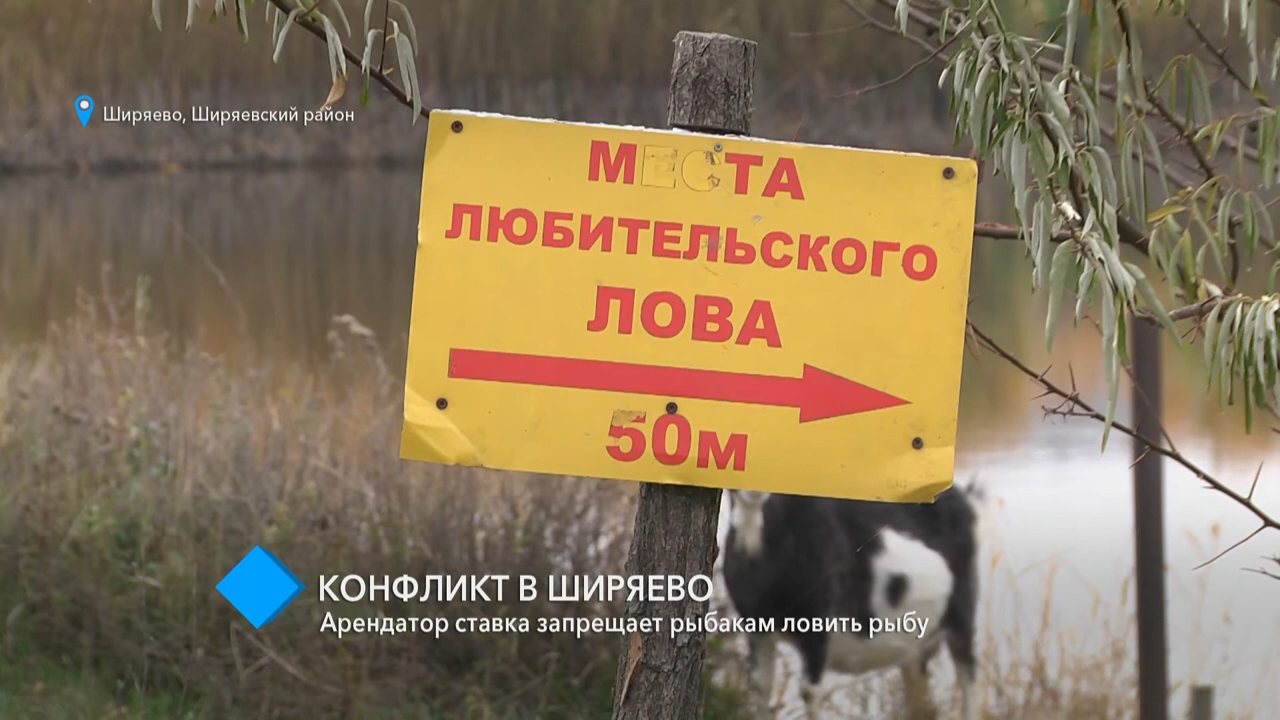 Ширяево, Ширяевский район
МЕСТА
ЛЮБИТЕЛЬСКОГО
ЛОВА
50м
КОНФЛИКТ В ШИРЯЕВО
Арендатор ставка запрещает рыбакам ловить рыбу